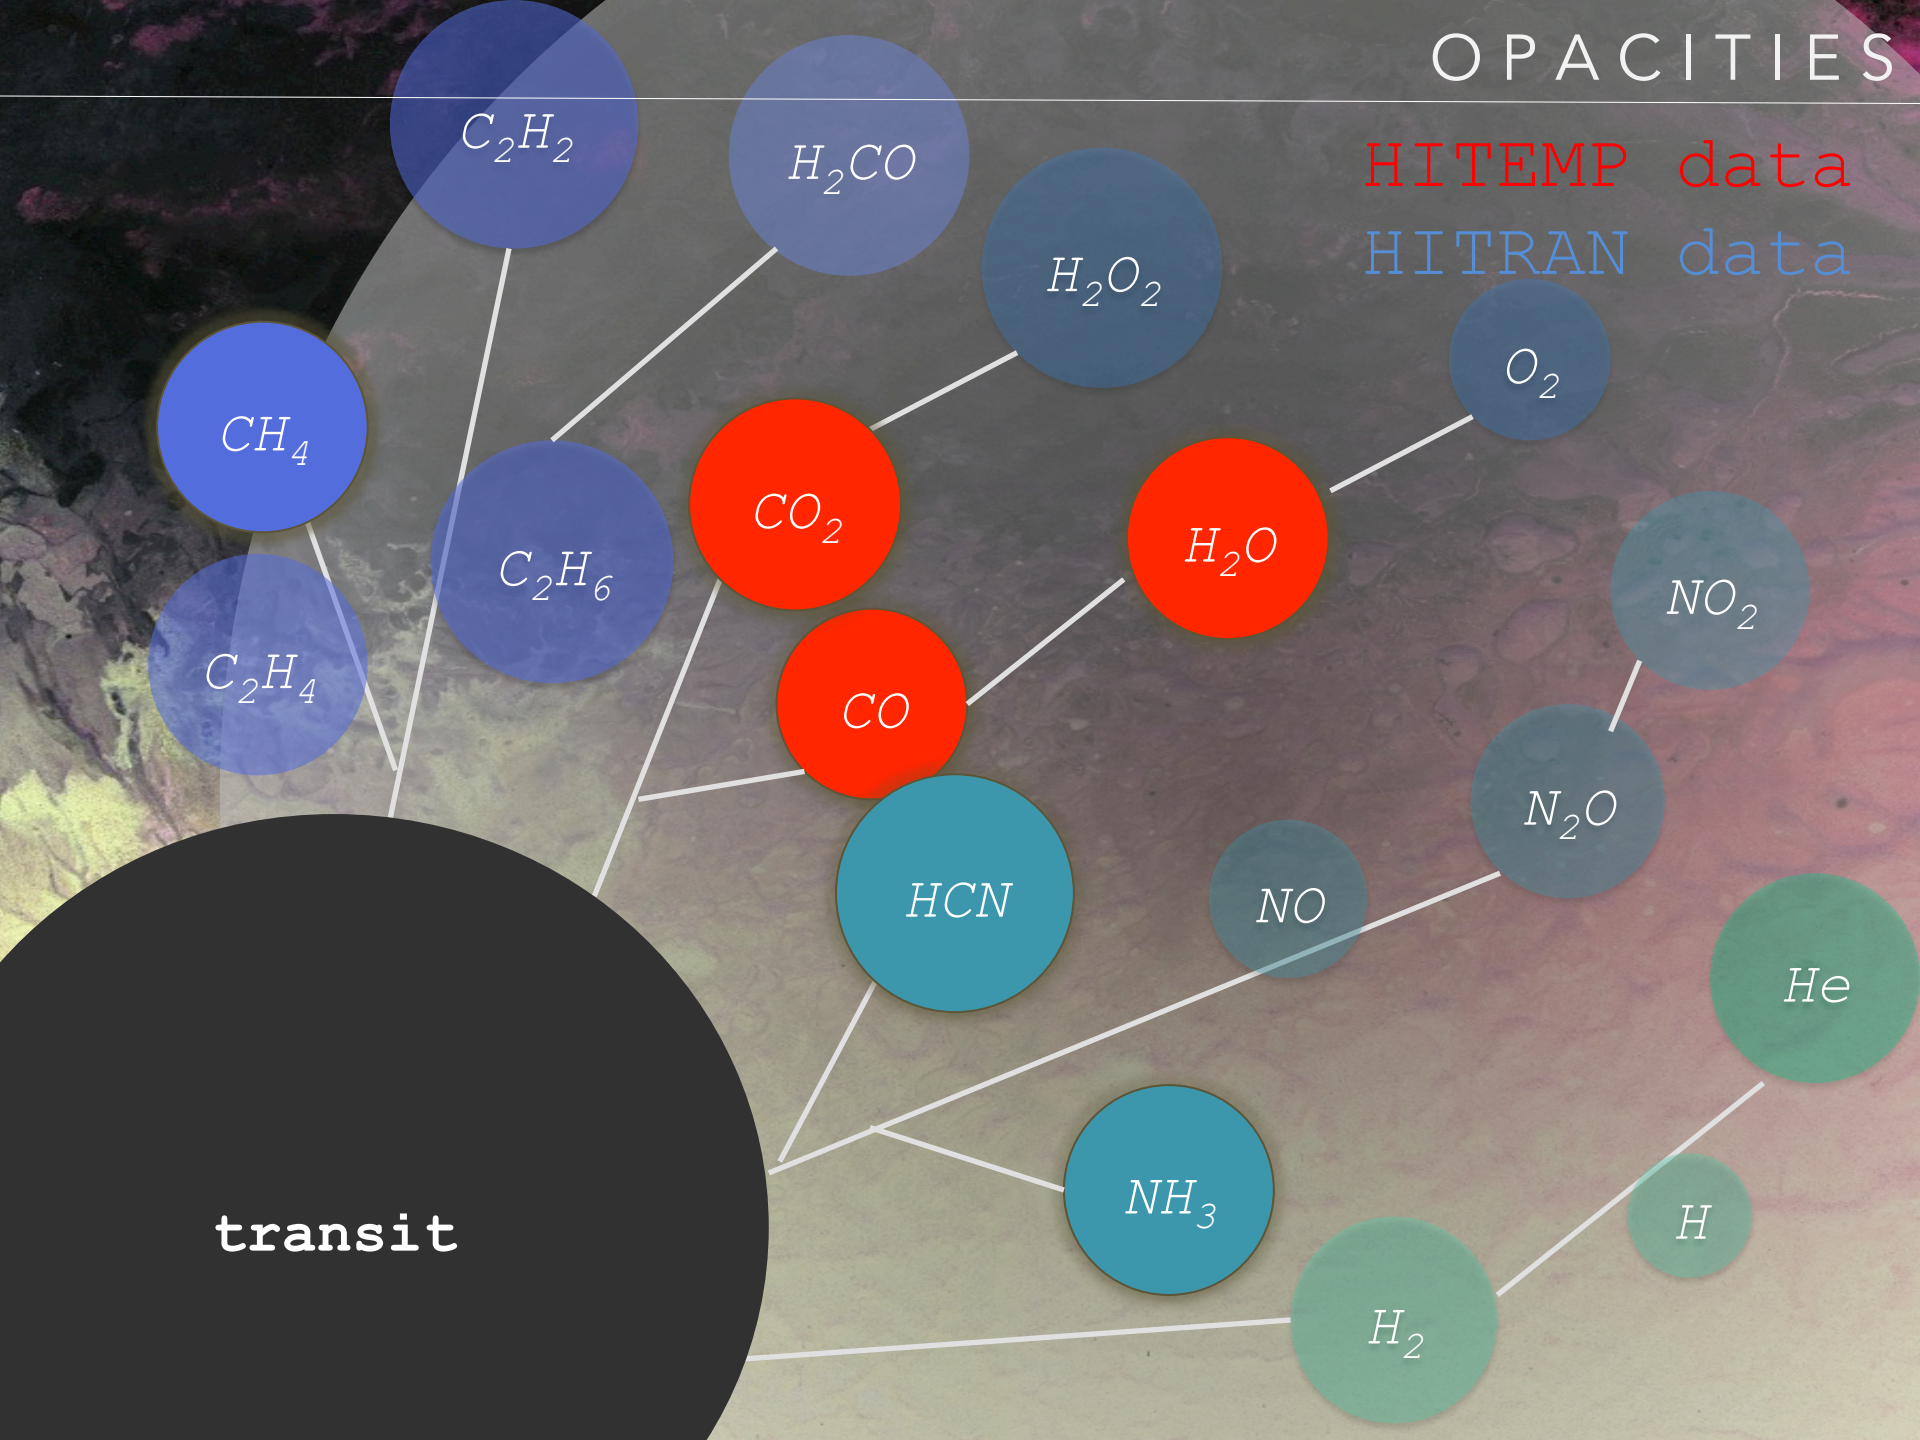 OPACITIES
HITEMP data
HITRAN data
C₂H₂
H₂CO
H₂O₂
O₂
CH₄
CO₂
H₂O
C₂H₆
NO₂
C₂H₄
CO
N₂O
HCN
NO
He
NH₃
H
transit
H₂